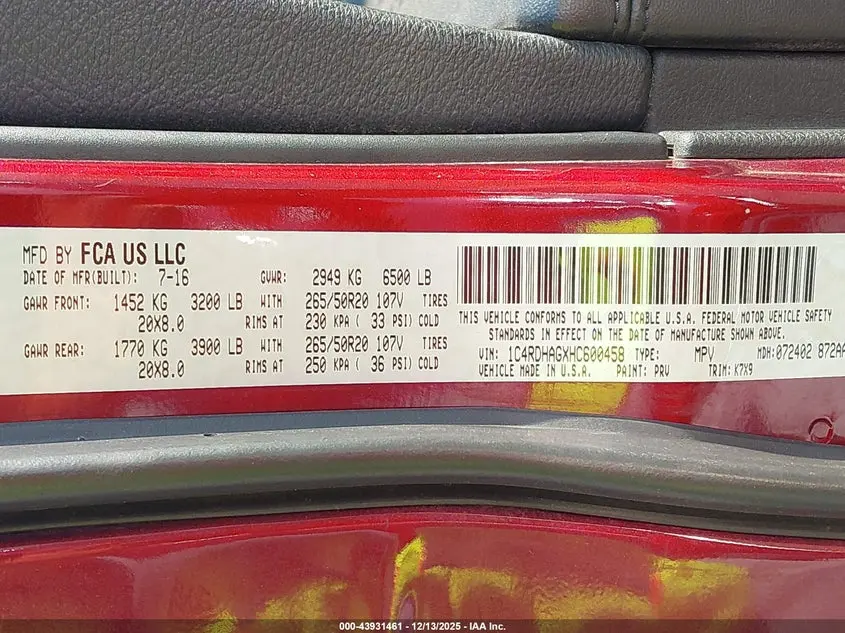 MFD BY FCA US LLC
DATE OF MFR(BUILT): 7-16 GVWR: 2949 KG 6500 LB
GAWR FRONT: 1452 KG 3200 LB WITH 265/50R20 107V TIRES
20X8.0 RIMS AT 230 KPA ( 33 PSI) COLD
GAWR REAR: 1770 KG 3900 LB WITH 265/50R20 107V TIRES
20X8.0 RIMS AT 250 KPA ( 36 PSI) COLD
THIS VEHICLE CONFORMS TO ALL APPLICABLE U.S.A. FEDERAL MOTOR VEHICLE SAFETY
STANDARDS IN EFFECT ON THE DATE OF MANUFACTURE SHOWN ABOVE.
VIN: 1C4RDHAGXHC600458 TYPE: MPV MDH: 072402 872AA
VEHICLE MADE IN U.S.A. PAINT: PRV TRIM: K7X9
000-43931461 - 12/13/2025 - IAA Inc.